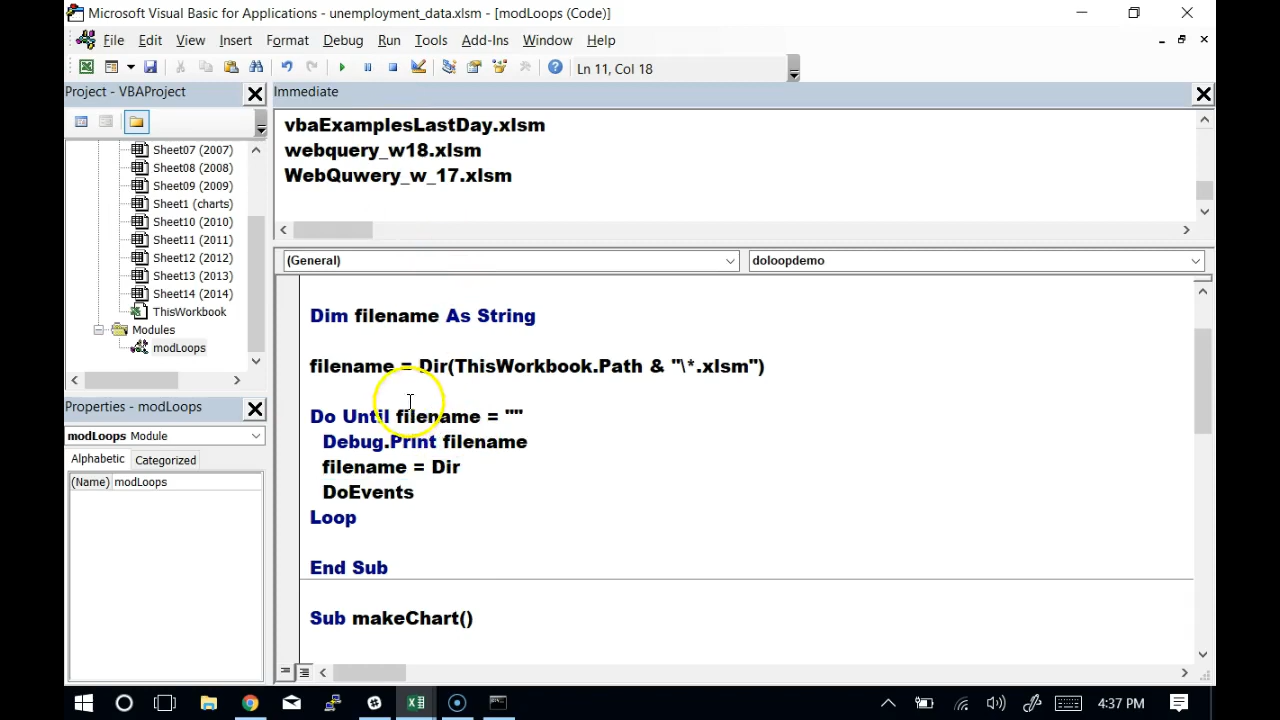 Microsoft Visual Basic for Applications - unemployment_data.xlsm - [modLoops (Code)]
File Edit View Insert Format Debug Run Tools Add-Ins Window Help
Ln 11, Col 18
Project - VBAProject
Immediate
Sheet07 (2007)
Sheet08 (2008)
Sheet09 (2009)
Sheet1 (charts)
Sheet10 (2010)
Sheet11 (2011)
Sheet12 (2012)
Sheet13 (2013)
Sheet14 (2014)
ThisWorkbook
Modules
modLoops
vbaExamplesLastDay.xlsm
webquery_w18.xlsm
WebQuwery_w_17.xlsm
(General)
doloopdemo
Dim filename As String
filename = Dir(ThisWorkbook.Path & "\*.xlsm")
Do Until filename = ""
Debug.Print filename
filename = Dir
DoEvents
Loop
End Sub
Sub makeChart()
Properties - modLoops
modLoops Module
Alphabetic Categorized
(Name) modLoops
4:37 PM